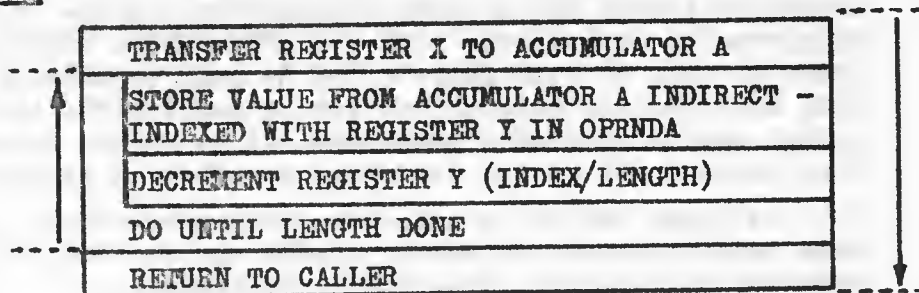 TRANSFER REGISTER X TO ACCUMULATOR A
STORE VALUE FROM ACCUMULATOR A INDIRECT -
INDEXED WITH REGISTER Y IN OPRNDA
DECREMENT REGISTER Y (INDEX/LENGTH)
DO UNTIL LENGTH DONE
RETURN TO CALLER